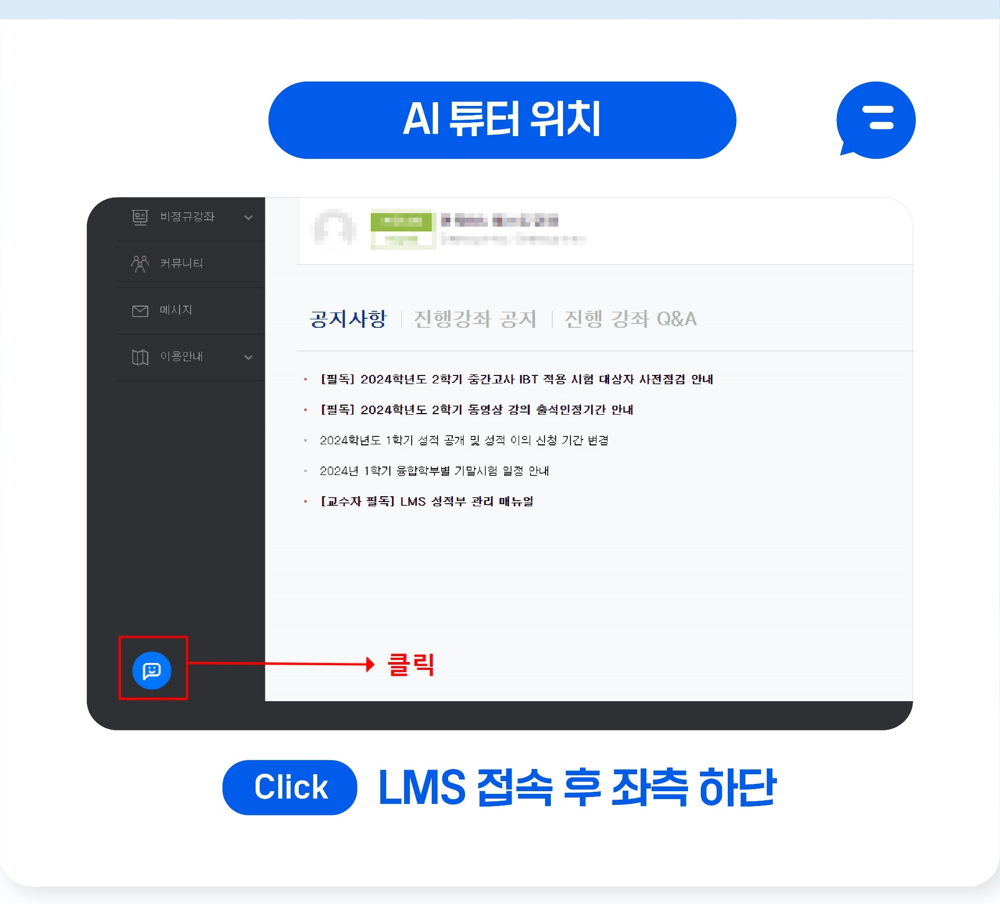 AI 튜터 위치
비정규강좌
커뮤니티
메시지
이용안내
공지사항 | 진행강좌 공지 | 진행 강좌 Q&A
[필독] 2024학년도 2학기 중간고사 IBT 적용 시험 대상자 사전점검 안내
[필독] 2024학년도 2학기 동영상 강의 출석인정기간 안내
2024학년도 1학기 성적 공개 및 성적 이의 신청 기간 변경
2024년 1학기 융합학부별 기말시험 일정 안내
[교수자 필독] LMS 성적부 관리 매뉴얼
클릭
Click LMS 접속 후 좌측 하단